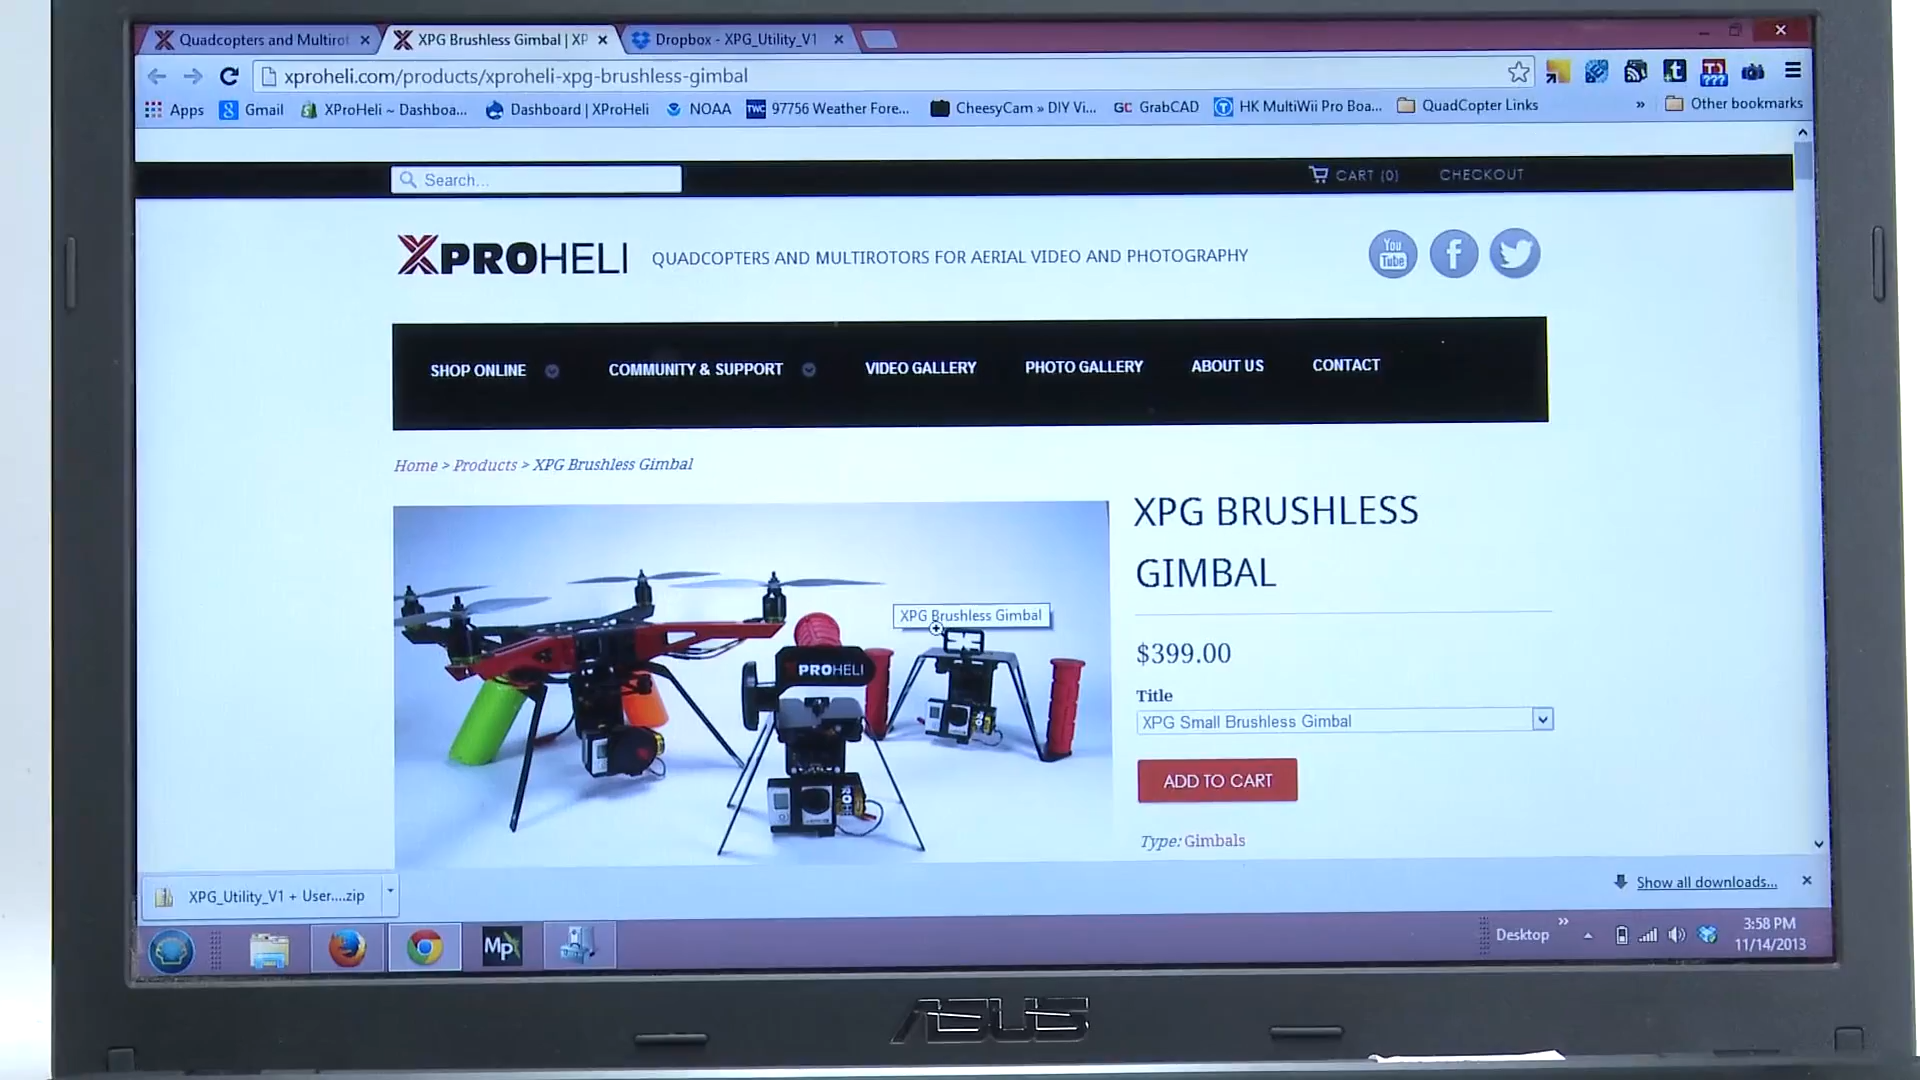 Quadcopters and Multirot
XPG Brushless Gimbal | XP
Dropbox - XPG_Utility_V1
xproheli.com/products/xproheli-xpg-brushless-gimbal
Apps
Gmail
XProHeli ~ Dashboa...
Dashboard | XProHeli
NOAA
TWC
97756 Weather Fore...
CheesyCam » DIY Vi...
GC GrabCAD
HK MultiWii Pro Boa...
QuadCopter Links
»
Other bookmarks
Search...
CART (0)
CHECKOUT
XPROHELI
QUADCOPTERS AND MULTIROTORS FOR AERIAL VIDEO AND PHOTOGRAPHY
You Tube
SHOP ONLINE
COMMUNITY & SUPPORT
VIDEO GALLERY
PHOTO GALLERY
ABOUT US
CONTACT
Home > Products > XPG Brushless Gimbal
XPG BRUSHLESS
GIMBAL
XPG Brushless Gimbal
PROHELI
$399.00
Title
XPG Small Brushless Gimbal
ADD TO CART
Type: Gimbals
XPG_Utility_V1 + User....zip
Show all downloads...
Mp
Desktop
»
3:58 PM
11/14/2013
ASUS